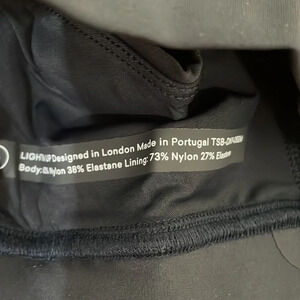 Designed in London Made in Portugal
Body: Nylon 38% Elastane Lining: 73% Nylon 27% Elastane